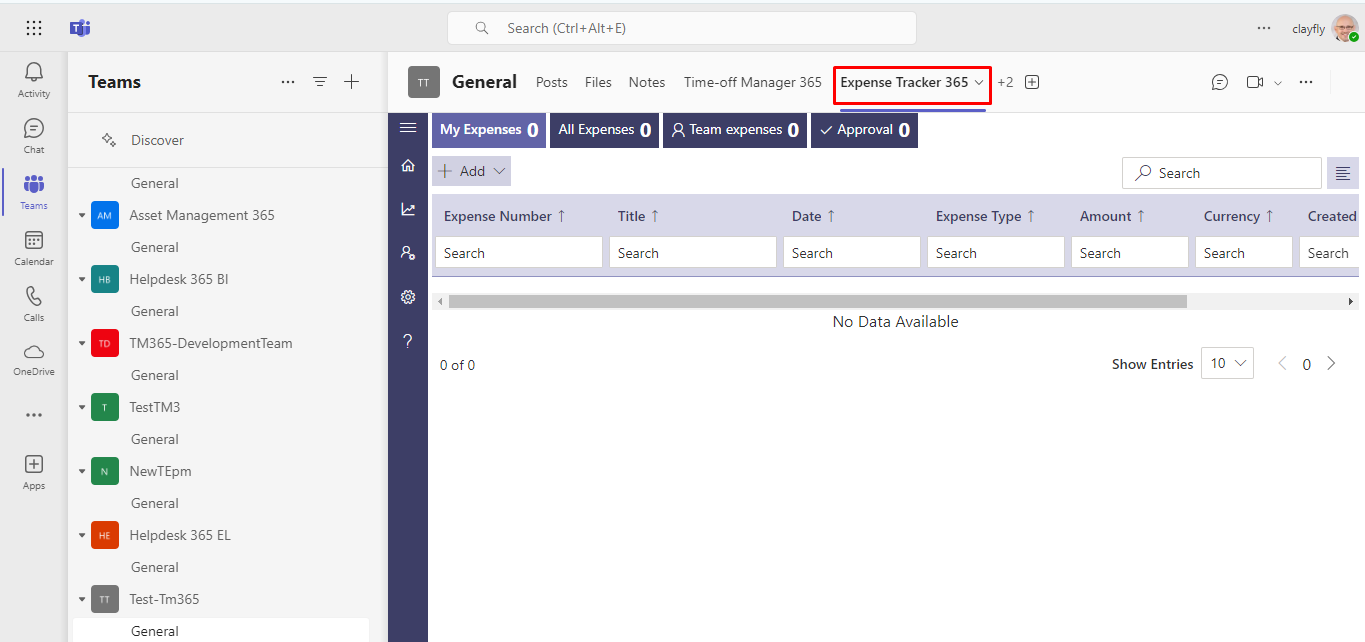 Search (Ctrl+Alt+E)
clayfly
Activity
Chat
Teams
Calendar
Calls
OneDrive
Apps
Teams
Discover
General
AM Asset Management 365
General
HB Helpdesk 365 BI
General
TD TM365-DevelopmentTeam
General
T TestTM3
General
N NewTEpm
General
HE Helpdesk 365 EL
General
TT Test-Tm365
General
TT General Posts Files Notes Time-off Manager 365 Expense Tracker 365 +2
My Expenses 0 All Expenses 0 Team expenses 0 Approval 0
Add
Search
Expense Number Title Date Expense Type Amount Currency Created
Search Search Search Search Search Search Search
No Data Available
0 of 0
Show Entries 10 0